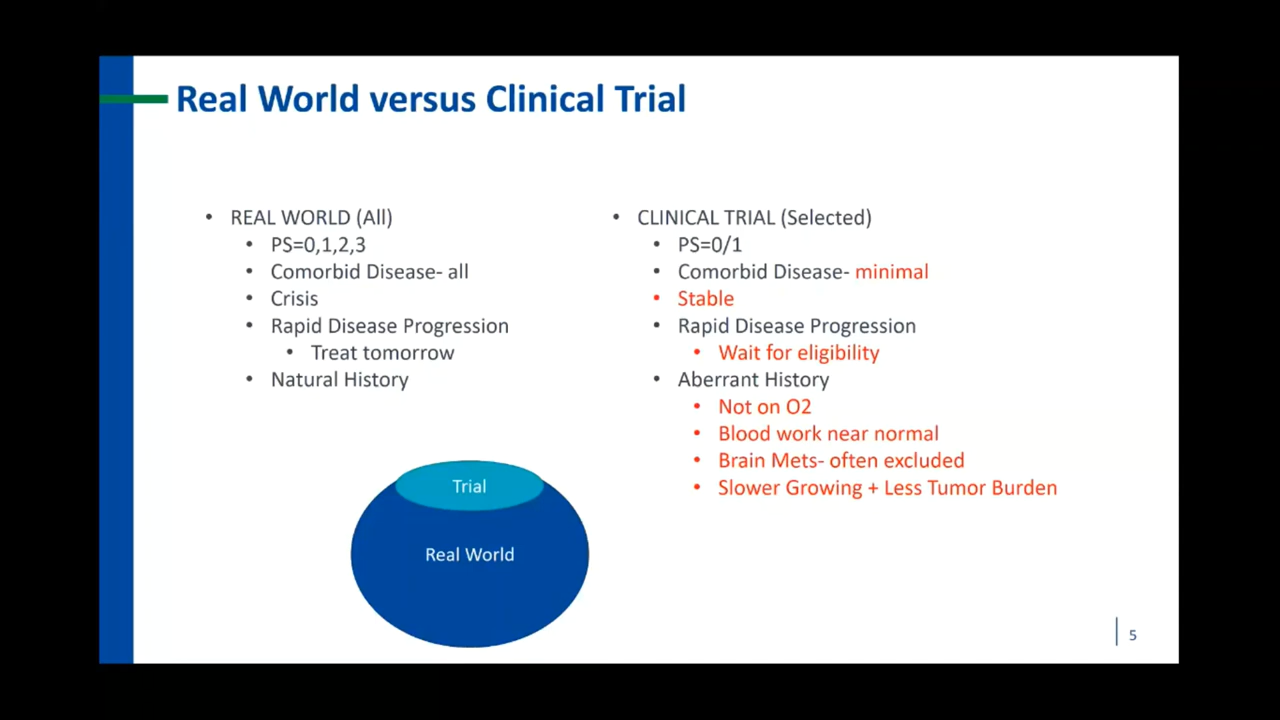 Real World versus Clinical Trial
• REAL WORLD (All)
• PS=0,1,2,3
• Comorbid Disease- all
• Crisis
• Rapid Disease Progression
• Treat tomorrow
• Natural History
• CLINICAL TRIAL (Selected)
• PS=0/1
• Comorbid Disease- minimal
• Stable
• Rapid Disease Progression
• Wait for eligibility
• Aberrant History
• Not on O2
• Blood work near normal
• Brain Mets- often excluded
• Slower Growing + Less Tumor Burden
Trial
Real World
5